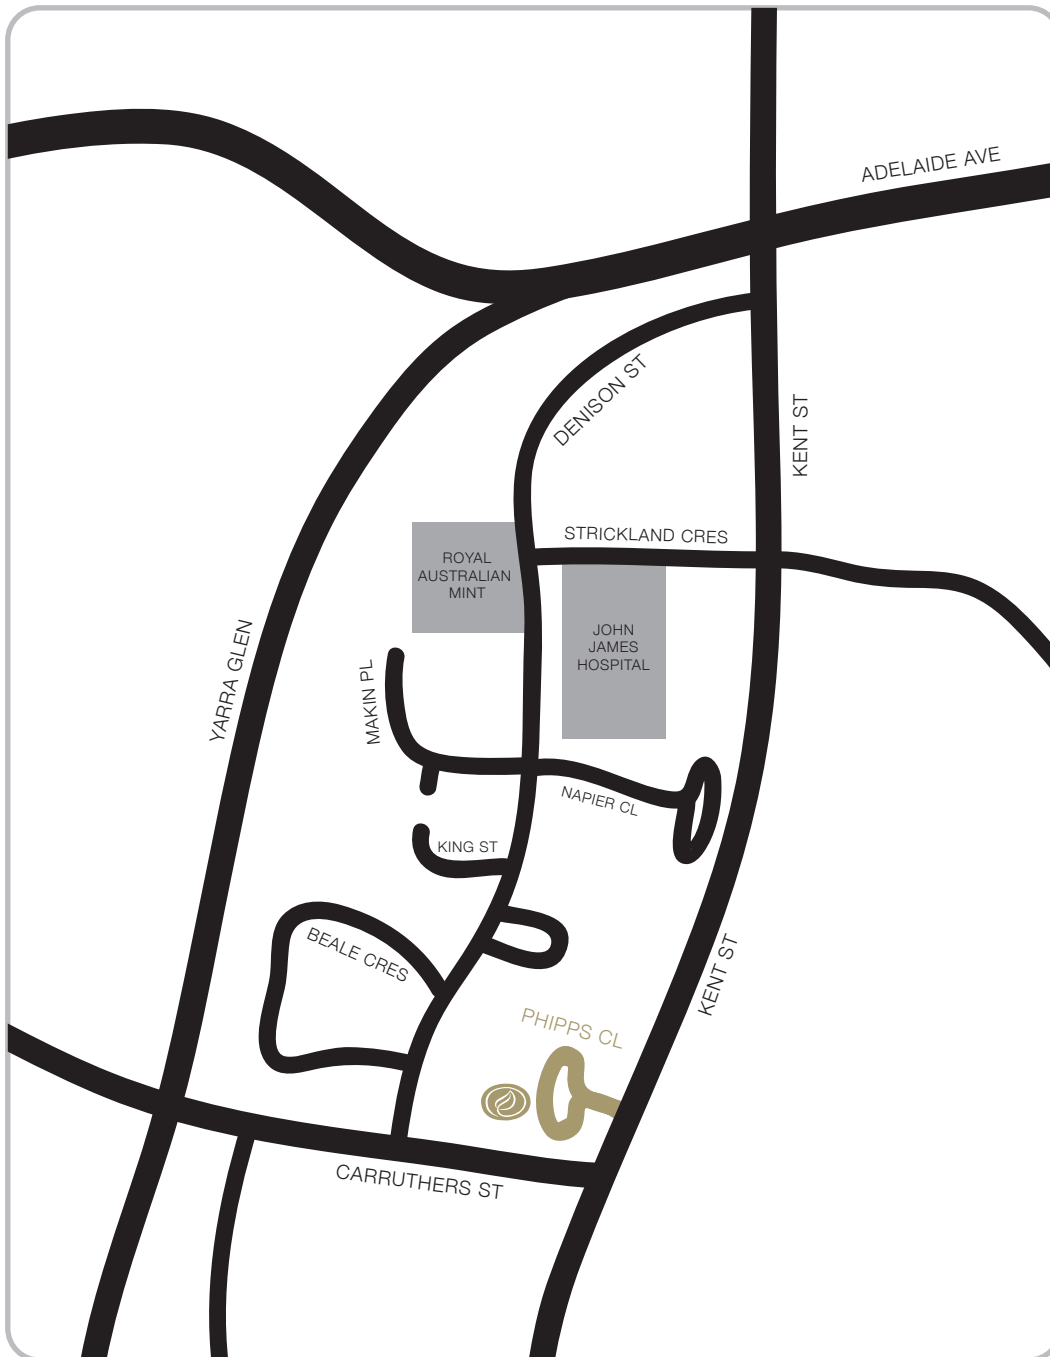 ADELAIDE AVE
DENISON ST
KENT ST
STRICKLAND CRES
ROYAL
AUSTRALIAN
MINT
JOHN
JAMES
HOSPITAL
YARRA GLEN
MAKIN PL
NAPIER CL
KING ST
BEALE CRES
KENT ST
PHIPPS CL
CARRUTHERS ST